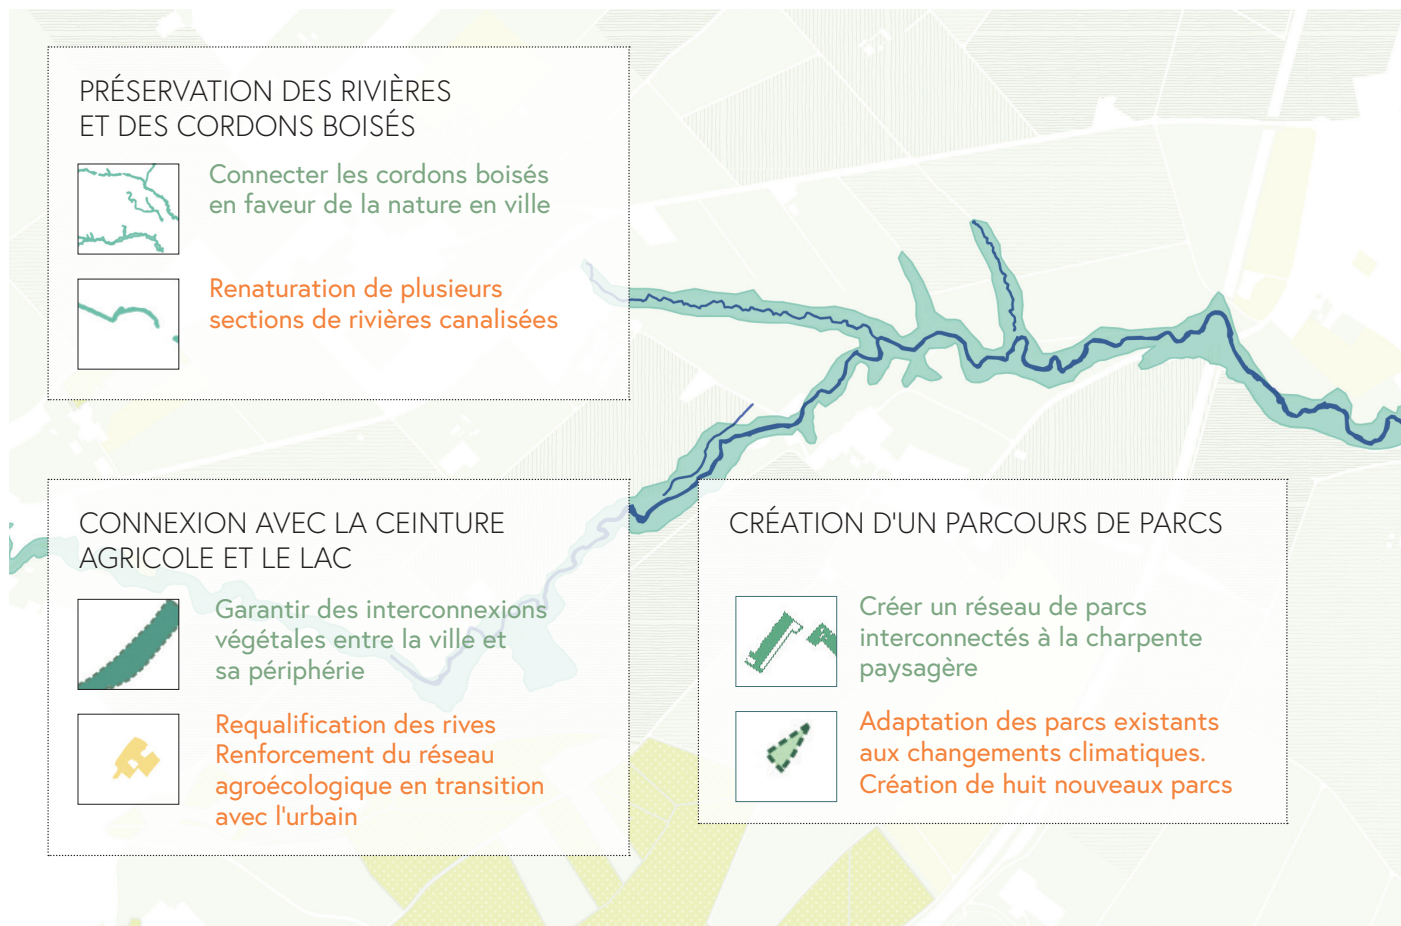 PRÉSERVATION DES RIVIÈRES
ET DES CORDONS BOISÉS
Connecter les cordons boisés
en faveur de la nature en ville
Renaturation de plusieurs
sections de rivières canalisées
CONNEXION AVEC LA CEINTURE
AGRICOLE ET LE LAC
Garantir des interconnexions
végétales entre la ville et
sa périphérie
Requalification des rives
Renforcement du réseau
agroécologique en transition
avec l'urbain
CRÉATION D'UN PARCOURS DE PARCS
Créer un réseau de parcs
interconnectés à la charpente
paysagère
Adaptation des parcs existants
aux changements climatiques.
Création de huit nouveaux parcs